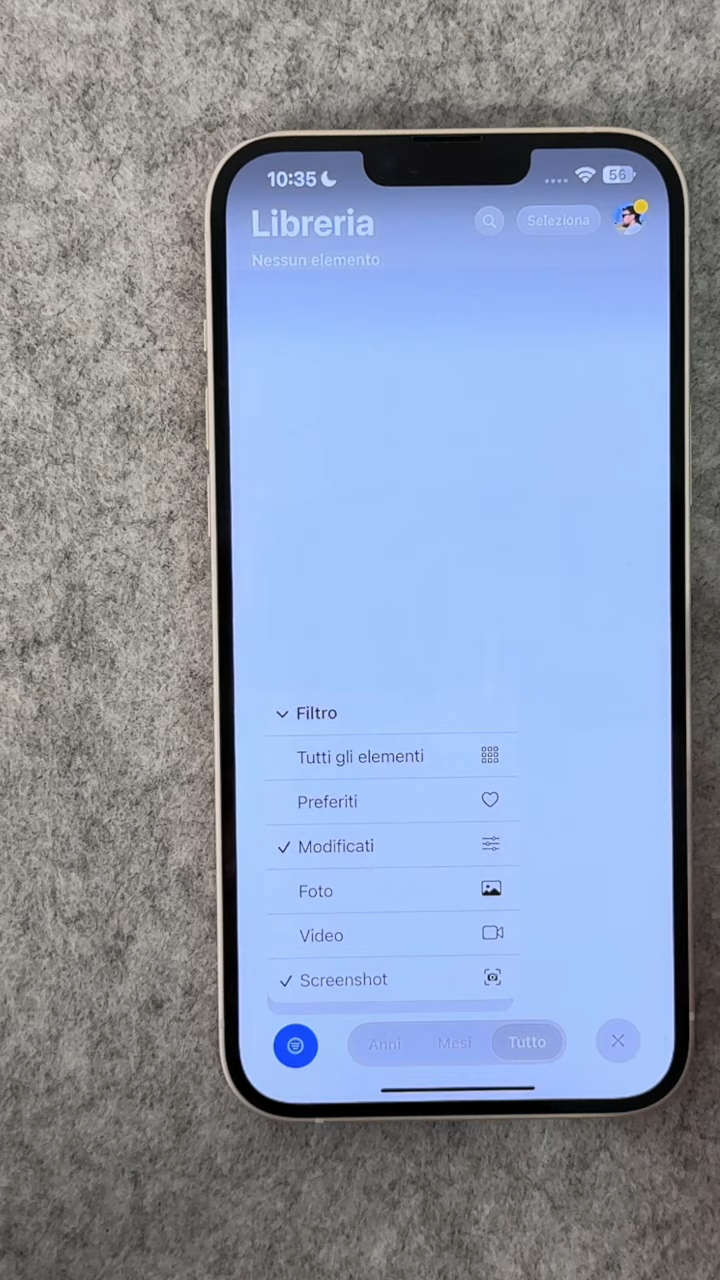 10:35
56
Libreria
Seleziona
Nessun elemento
Filtro
Tutti gli elementi
Preferiti
Modificati
Foto
Video
Screenshot
Anni Mesi Tutto